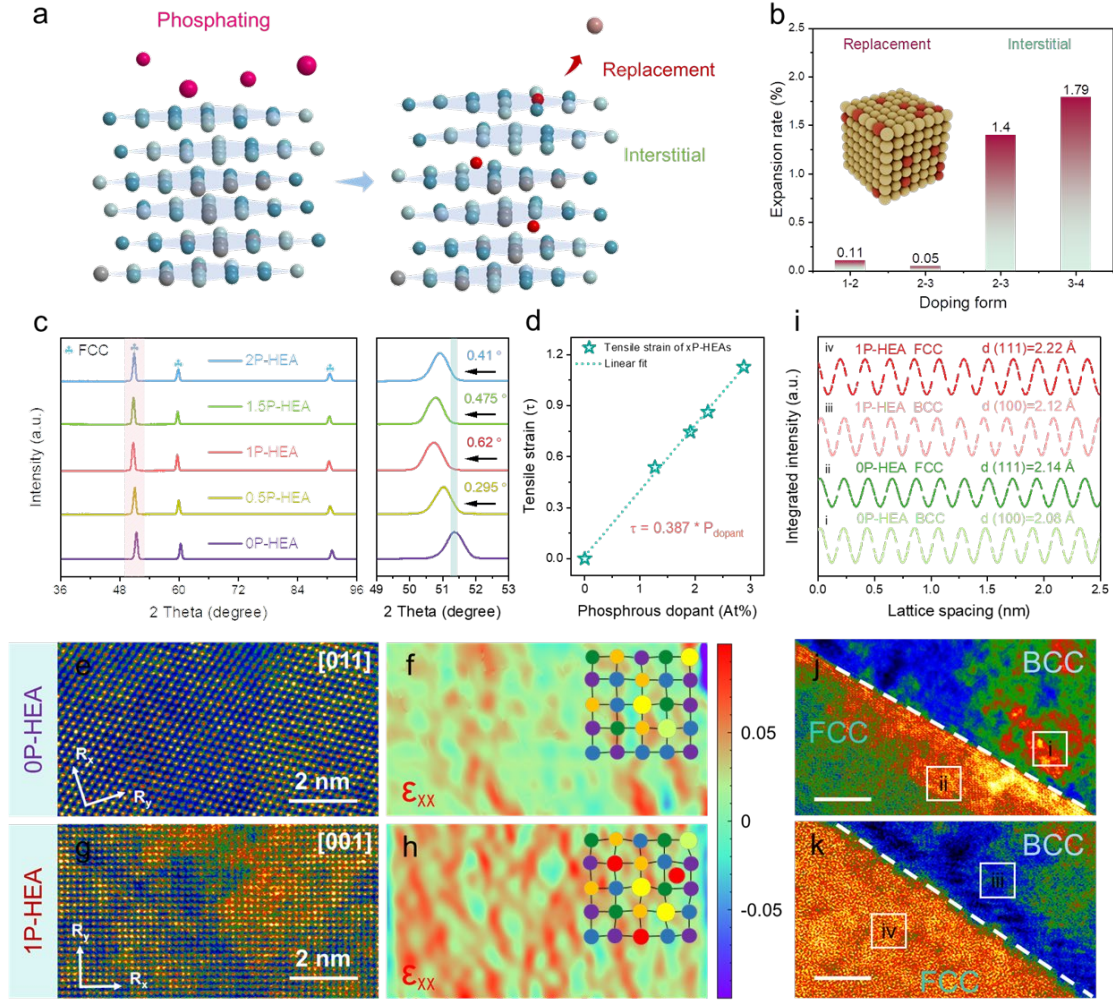 a
Phosphating
Replacement
Interstitial
b
Replacement
Interstitial
Expansion rate (%)
2.5
2.0
1.5
1.0
0.5
0.0
0.11
0.05
1.4
1.79
1-2
2-3
2-3
3-4
Doping form
c
FCC
2P-HEA
1.5P-HEA
1P-HEA
0.5P-HEA
0P-HEA
Intensity (a.u.)
36 48 60 72 84 96
2 Theta (degree)
0.41 °
0.475 °
0.62 °
0.295 °
49 50 51 52 53
2 Theta (degree)
d
Tensile strain of xP-HEAs
Linear fit
Tensile strain (τ)
1.2
0.9
0.6
0.3
0.0
τ = 0.387 * Pdopant
0 1 2 3
Phosphrous dopant (At%)
i
iv 1P-HEA FCC d (111)=2.22 Å
iii 1P-HEA BCC d (100)=2.12 Å
ii 0P-HEA FCC d (111)=2.14 Å
i 0P-HEA BCC d (100)=2.08 Å
Integrated intensity (a.u.)
0.0 0.5 1.0 1.5 2.0 2.5
Lattice spacing (nm)
0P-HEA
e
[011]
Rx
Ry
2 nm
f
εxx
0.05
0
-0.05
j
BCC
FCC
i
ii
1P-HEA
g
[001]
Ry
Rx
2 nm
h
εxx
k
BCC
iii
iv
FCC